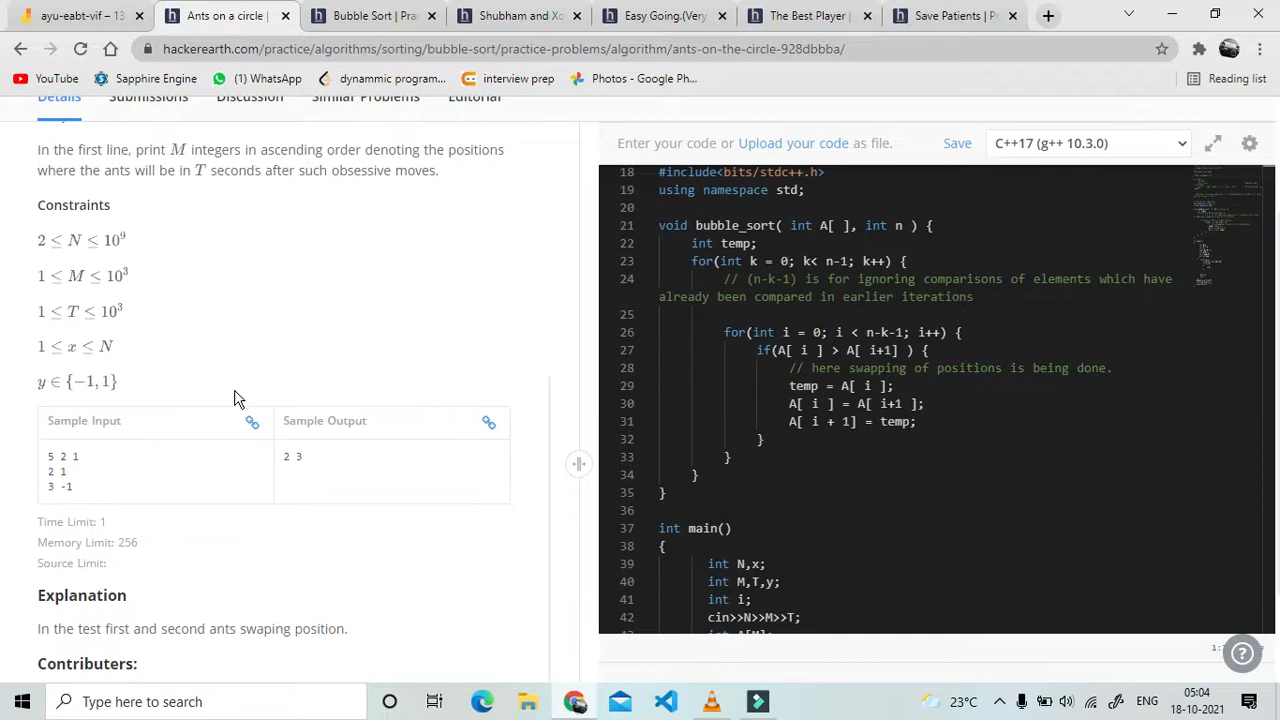 ayu-exult – 13
Ants on a circle |
Bubble Sort | Pra
Shubham and Xo
Easy Going.(Very
The Best Player
Save Patients | Pr
hackerearth.com/practice/algorithms/sorting/bubble-sort/practice-problems/algorithm/ants-on-the-circle-928dbbba/
YouTube
Sapphire Engine
(1) WhatsApp
dynammic program...
interview prep
Photos - Google Ph...
Reading list
Details
Submissions
Discussion
Similar Problems
Editorial
In the first line, print M integers in ascending order denoting the positions
where the ants will be in T seconds after such obsessive moves.
Constraints
2 ≤ N ≤ 10⁹
1 ≤ M ≤ 10³
1 ≤ T ≤ 10³
1 ≤ x ≤ N
y ∈ {−1, 1}
Sample Input
Sample Output
5 2 1
2 1
3 -1
2 3
Time Limit: 1
Memory Limit: 256
Source Limit:
Explanation
In the test first and second ants swaping position.
Contributers:
Enter your code or Upload your code as file.
Save
C++17 (g++ 10.3.0)
18 #include<bits/stdc++.h>
19 using namespace std;
20
21 void bubble_sort( int A[ ], int n ) {
22 int temp;
23 for(int k = 0; k< n-1; k++) {
24 // (n-k-1) is for ignoring comparisons of elements which have
already been compared in earlier iterations
25
26 for(int i = 0; i < n-k-1; i++) {
27 if(A[ i ] > A[ i+1] ) {
28 // here swapping of positions is being done.
29 temp = A[ i ];
30 A[ i ] = A[ i+1 ];
31 A[ i + 1] = temp;
32 }
33 }
34 }
35 }
36
37 int main()
38 {
39 int N,x;
40 int M,T,y;
41 int i;
42 cin>>N>>M>>T;
43 int A[M];
Type here to search
23°C
ENG
25:04
18-10-2021